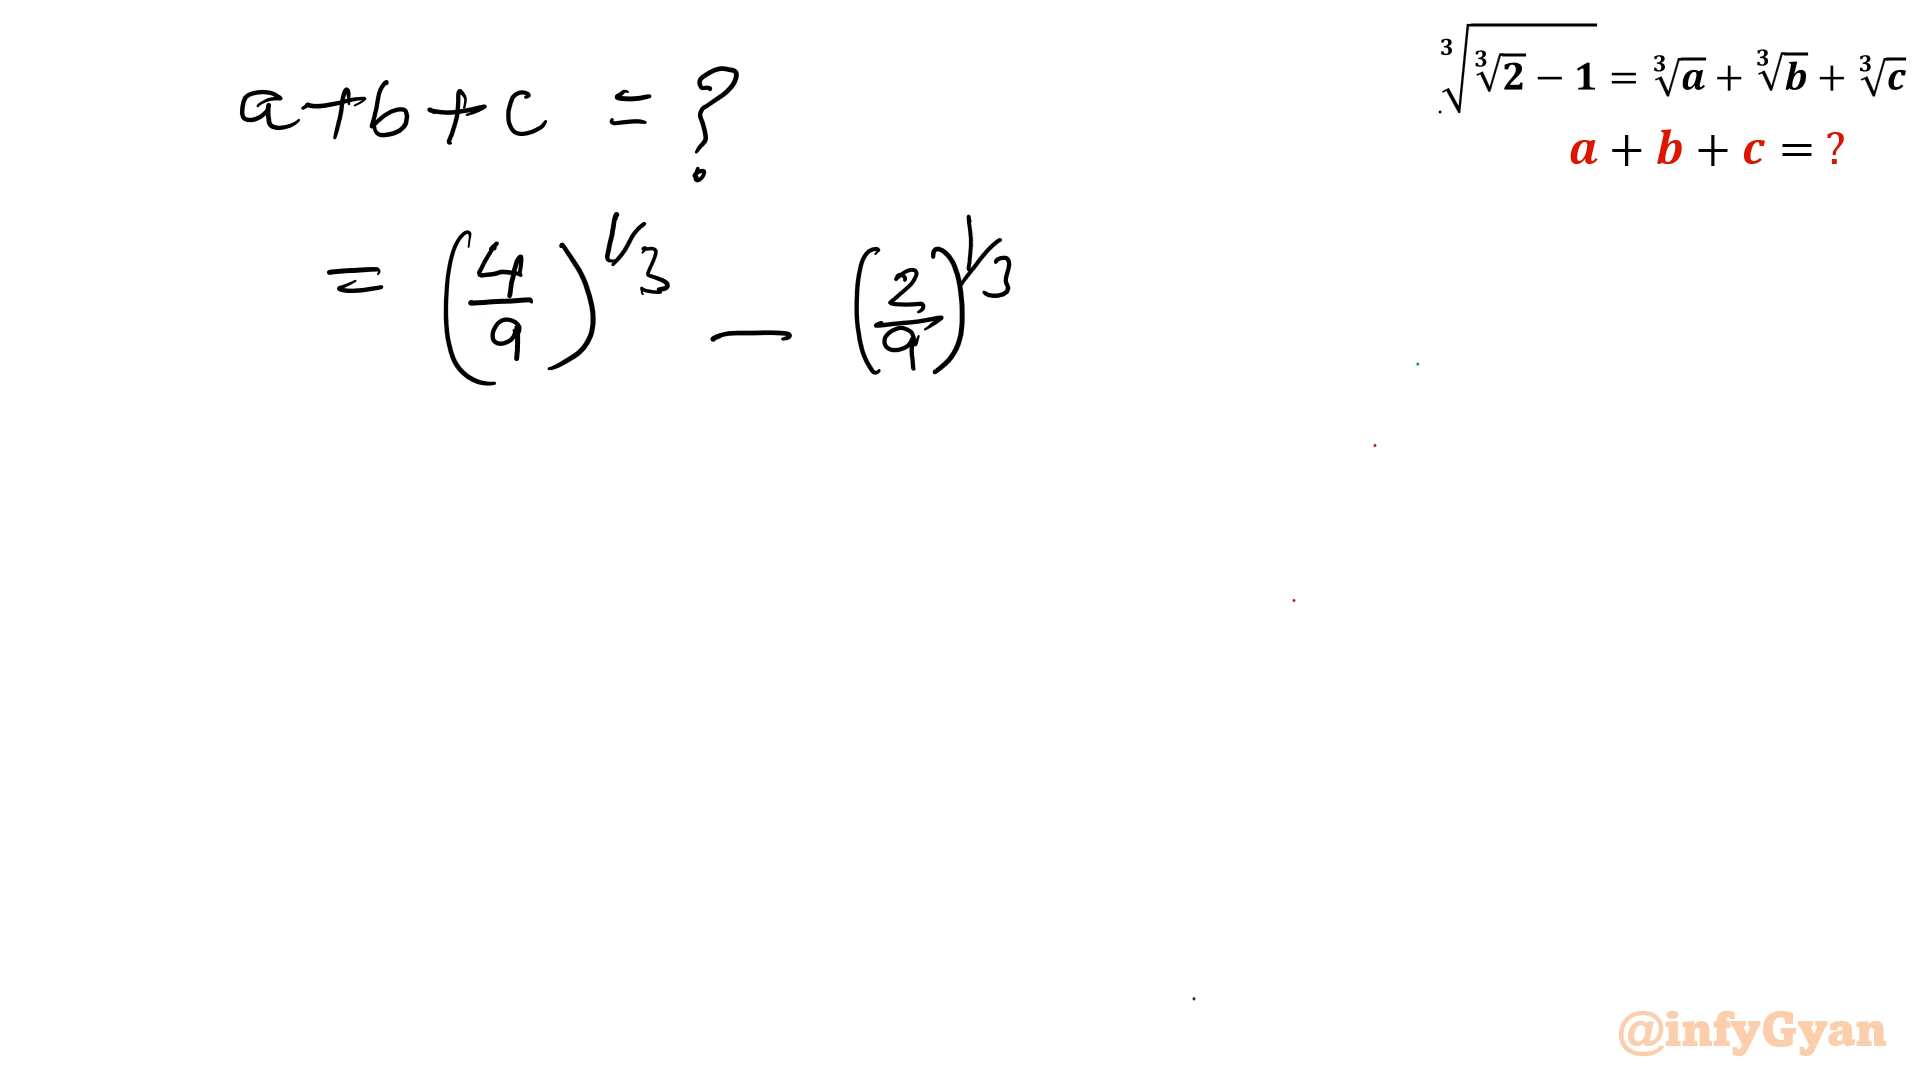 a+b+c = ?
= (4/9)^1/3 — (2/9)^1/3
∛(∛2 − 1) = ∛a + ∛b + ∛c
a + b + c = ?
@infyGyan